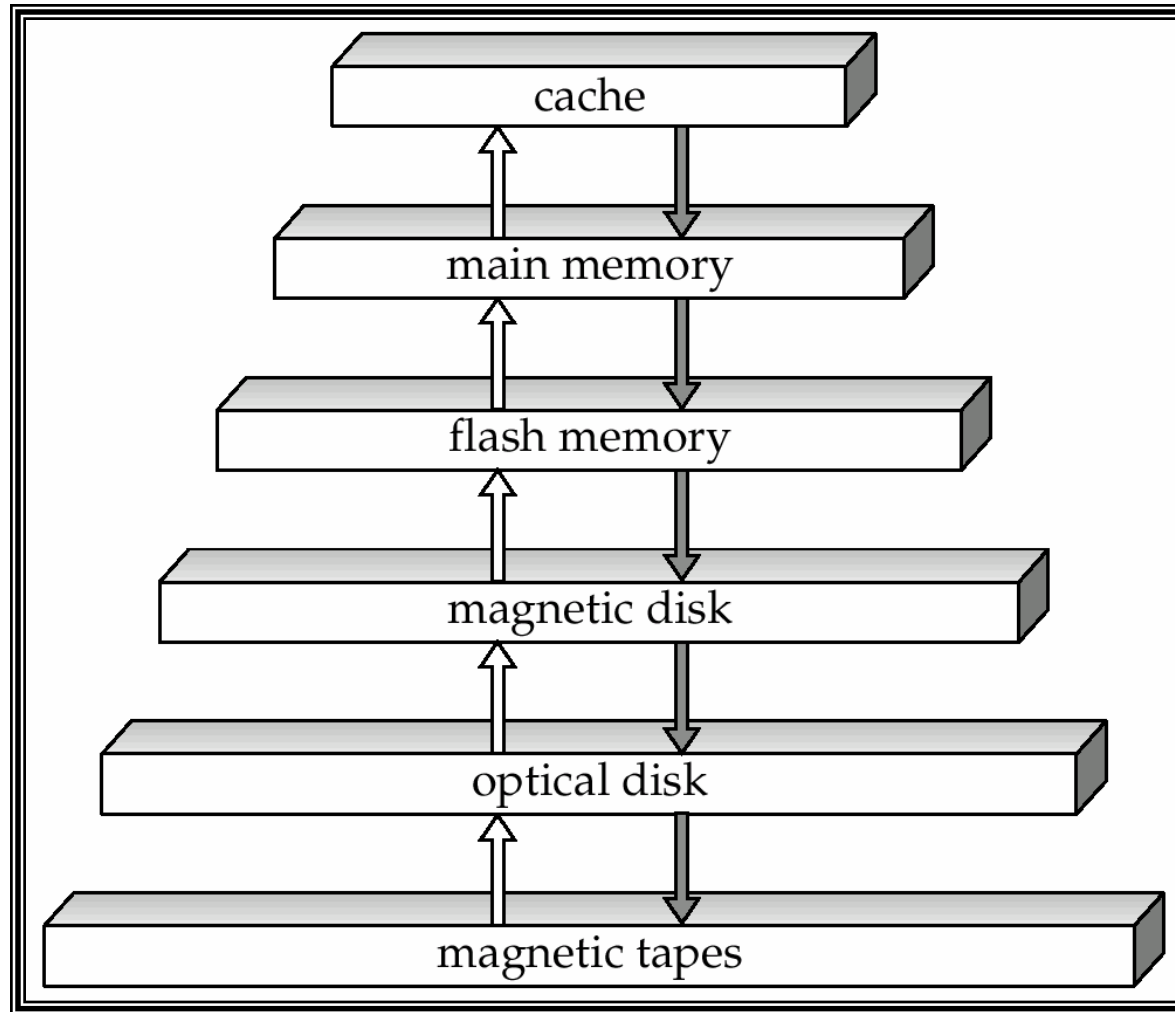 cache
main memory
flash memory
magnetic disk
optical disk
magnetic tapes